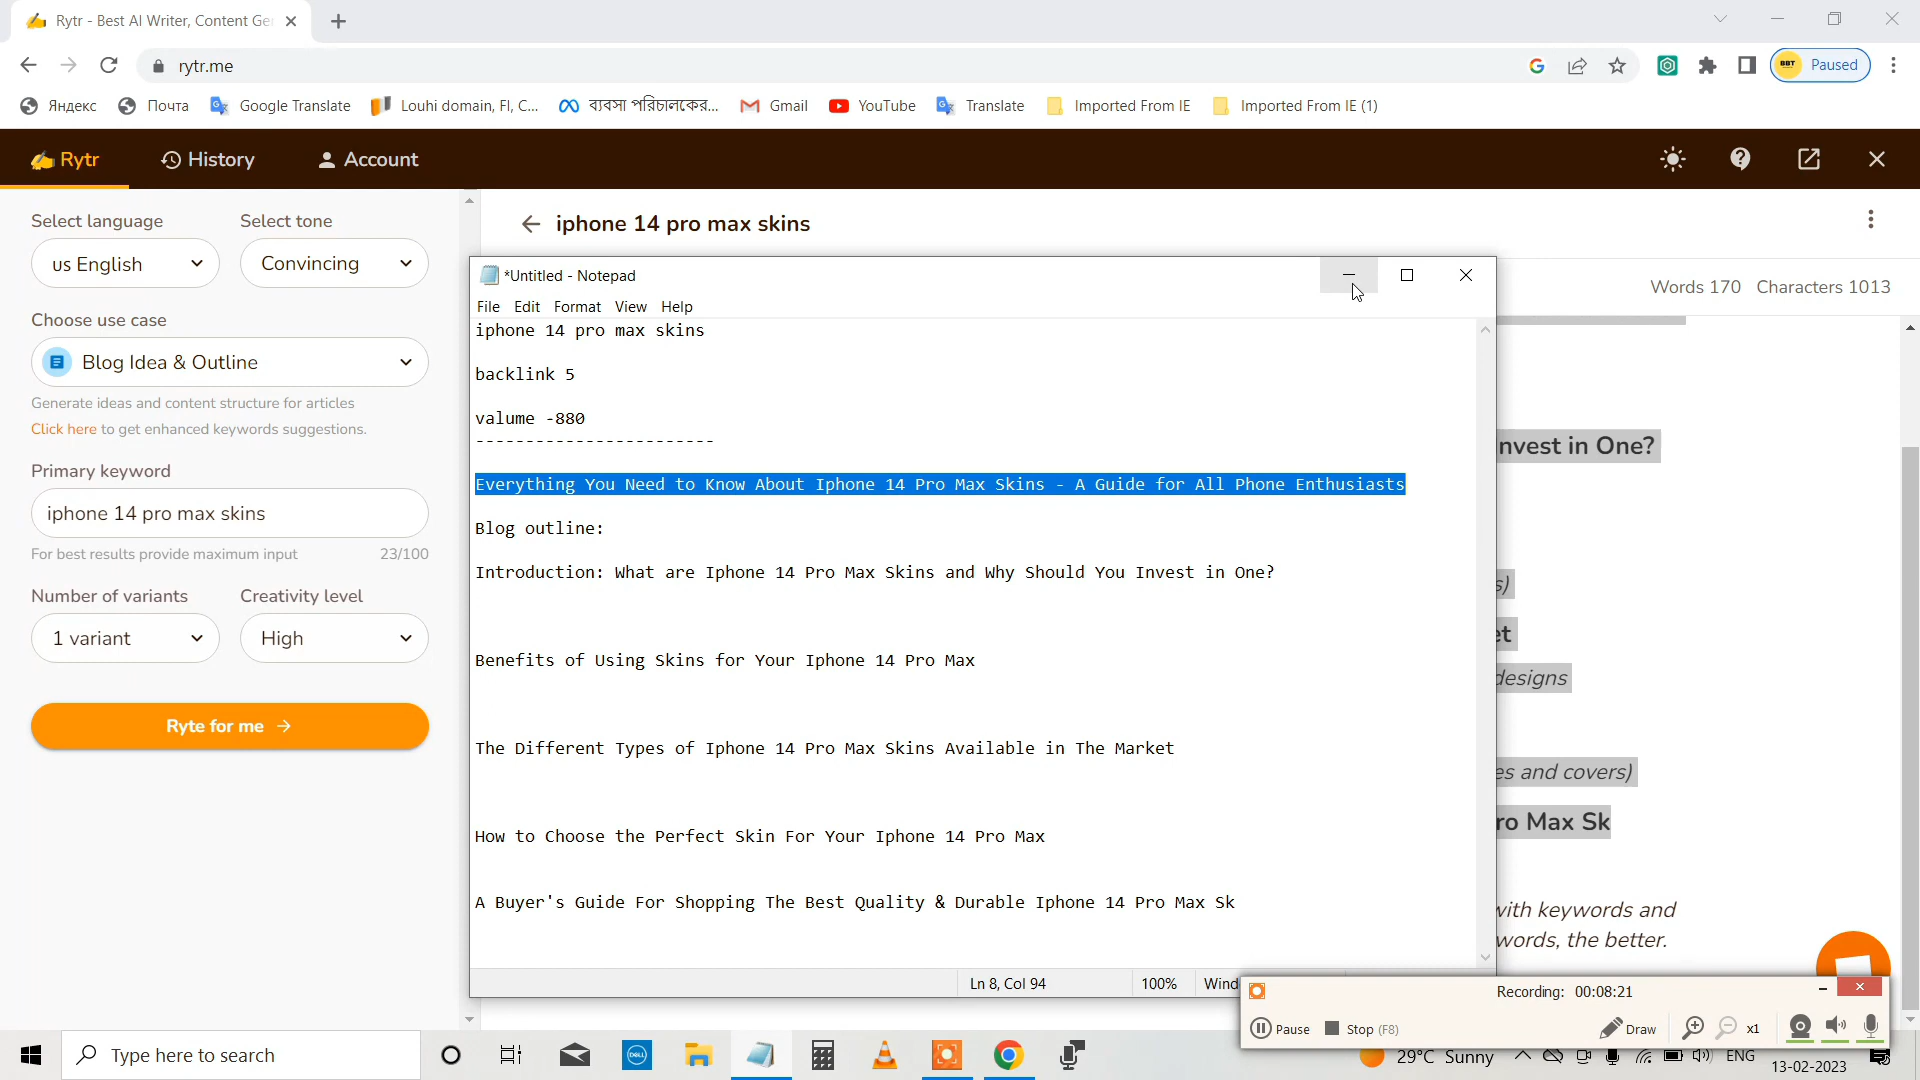 Rytr - Best AI Writer, Content Ge
rytr.me
Paused
Яндекс
Почта
Google Translate
Louhi domain, FI, C...
ব্যবসা পরিচালকের...
Gmail
YouTube
Translate
Imported From IE
Imported From IE (1)
Rytr
History
Account
Select language
Select tone
us English
Convincing
Choose use case
Blog Idea & Outline
Generate ideas and content structure for articles
Click here to get enhanced keywords suggestions.
Primary keyword
iphone 14 pro max skins
For best results provide maximum input
23/100
Number of variants
Creativity level
1 variant
High
Ryte for me →
iphone 14 pro max skins
Words 170 Characters 1013
*Untitled - Notepad
File Edit Format View Help
iphone 14 pro max skins
backlink 5
valume -880
------------------------
Everything You Need to Know About Iphone 14 Pro Max Skins - A Guide for All Phone Enthusiasts
Blog outline:
Introduction: What are Iphone 14 Pro Max Skins and Why Should You Invest in One?
Benefits of Using Skins for Your Iphone 14 Pro Max
The Different Types of Iphone 14 Pro Max Skins Available in The Market
How to Choose the Perfect Skin For Your Iphone 14 Pro Max
A Buyer's Guide For Shopping The Best Quality & Durable Iphone 14 Pro Max Sk
Ln 8, Col 94
100%
Wind
nvest in One?
s)
et
designs
es and covers)
ro Max Sk
with keywords and
words, the better.
Recording: 00:08:21
Pause
Stop (F8)
Draw
x1
Type here to search
DELL
29°C Sunny
ENG
13-02-2023